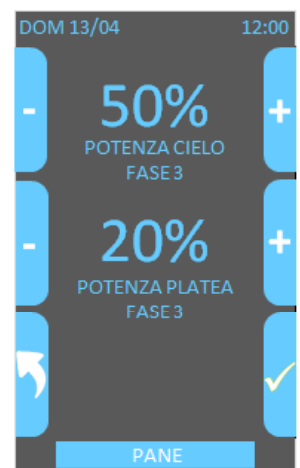 DOM 13/04 12:00
- 50% +
POTENZA CIELO
FASE 3
- 20% +
POTENZA PLATEA
FASE 3
PANE